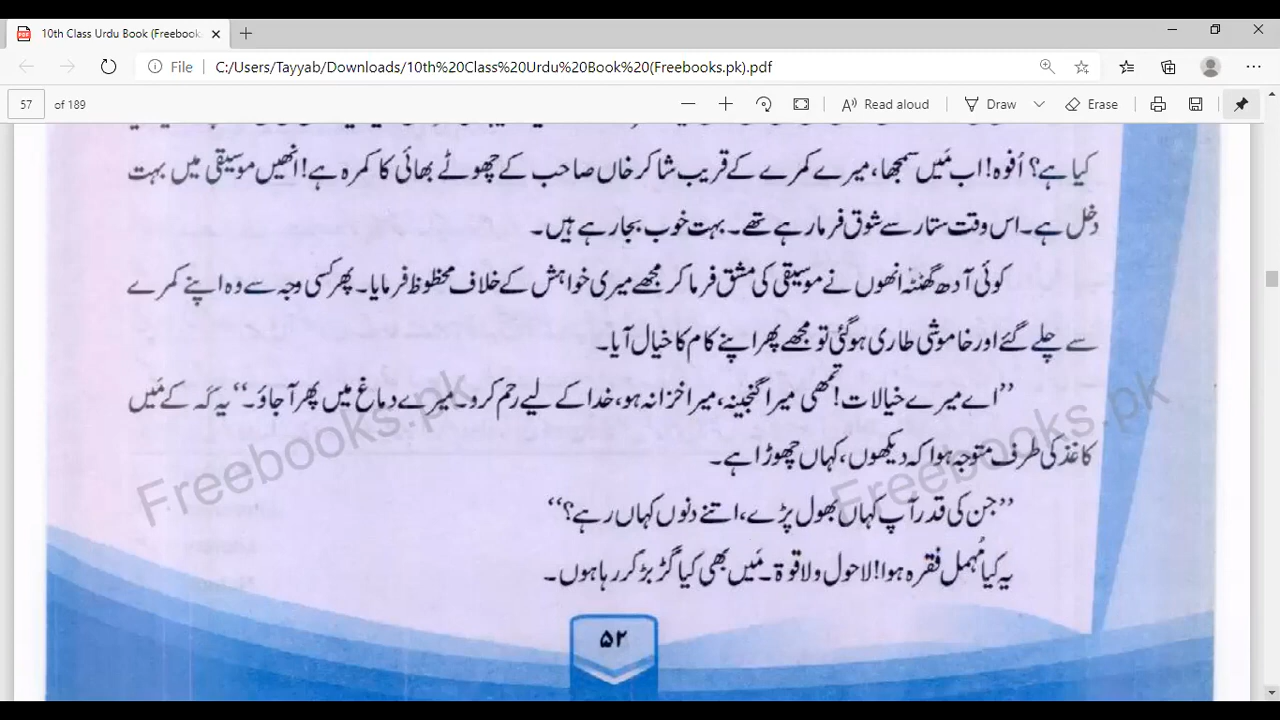 10th Class Urdu Book (Freebook
File
C:/Users/Tayyab/Downloads/10th%20Class%20Urdu%20Book%20(Freebooks.pk).pdf
57 of 189
Read aloud
Draw
Erase
کیا ہے؟ اُفوہ! اب مَیں سمجھا، میرے کمرے کے قریب شاکر خاں صاحب کے چھوٹے بھائی کا کمرہ ہے! انھیں موسیقی میں بہت
دخل ہے۔ اس وقت ستار سے شوق فرما رہے تھے۔ بہت خوب بجا رہے ہیں۔
کوئی آدھ گھنٹہ انھوں نے موسیقی کی مشق فرما کر مجھے میری خواہش کے خلاف محظوظ فرمایا۔ پھر کسی وجہ سے وہ اپنے کمرے
سے چلے گئے اور خاموشی طاری ہو گئی تو مجھے پھر اپنے کام کا خیال آیا۔
”اے میرے خیالات! تمھی میرا گنجینہ، میرا خزانہ ہو، خدا کے لیے رحم کرو۔ میرے دماغ میں پھر آ جاؤ۔“ یہ کَہ کے مَیں
کاغذ کی طرف متوجہ ہوا کہ دیکھوں، کہاں چھوڑا ہے۔
”جن کی قدر آپ کہاں بھول پڑے، اتنے دنوں کہاں رہے؟“
یہ کیا مُہمل فقرہ ہوا! لاحول ولا قوۃ۔ مَیں بھی کیا گڑبڑ کر رہا ہوں۔
۵۲
Freebooks.pk
Freebooks.pk